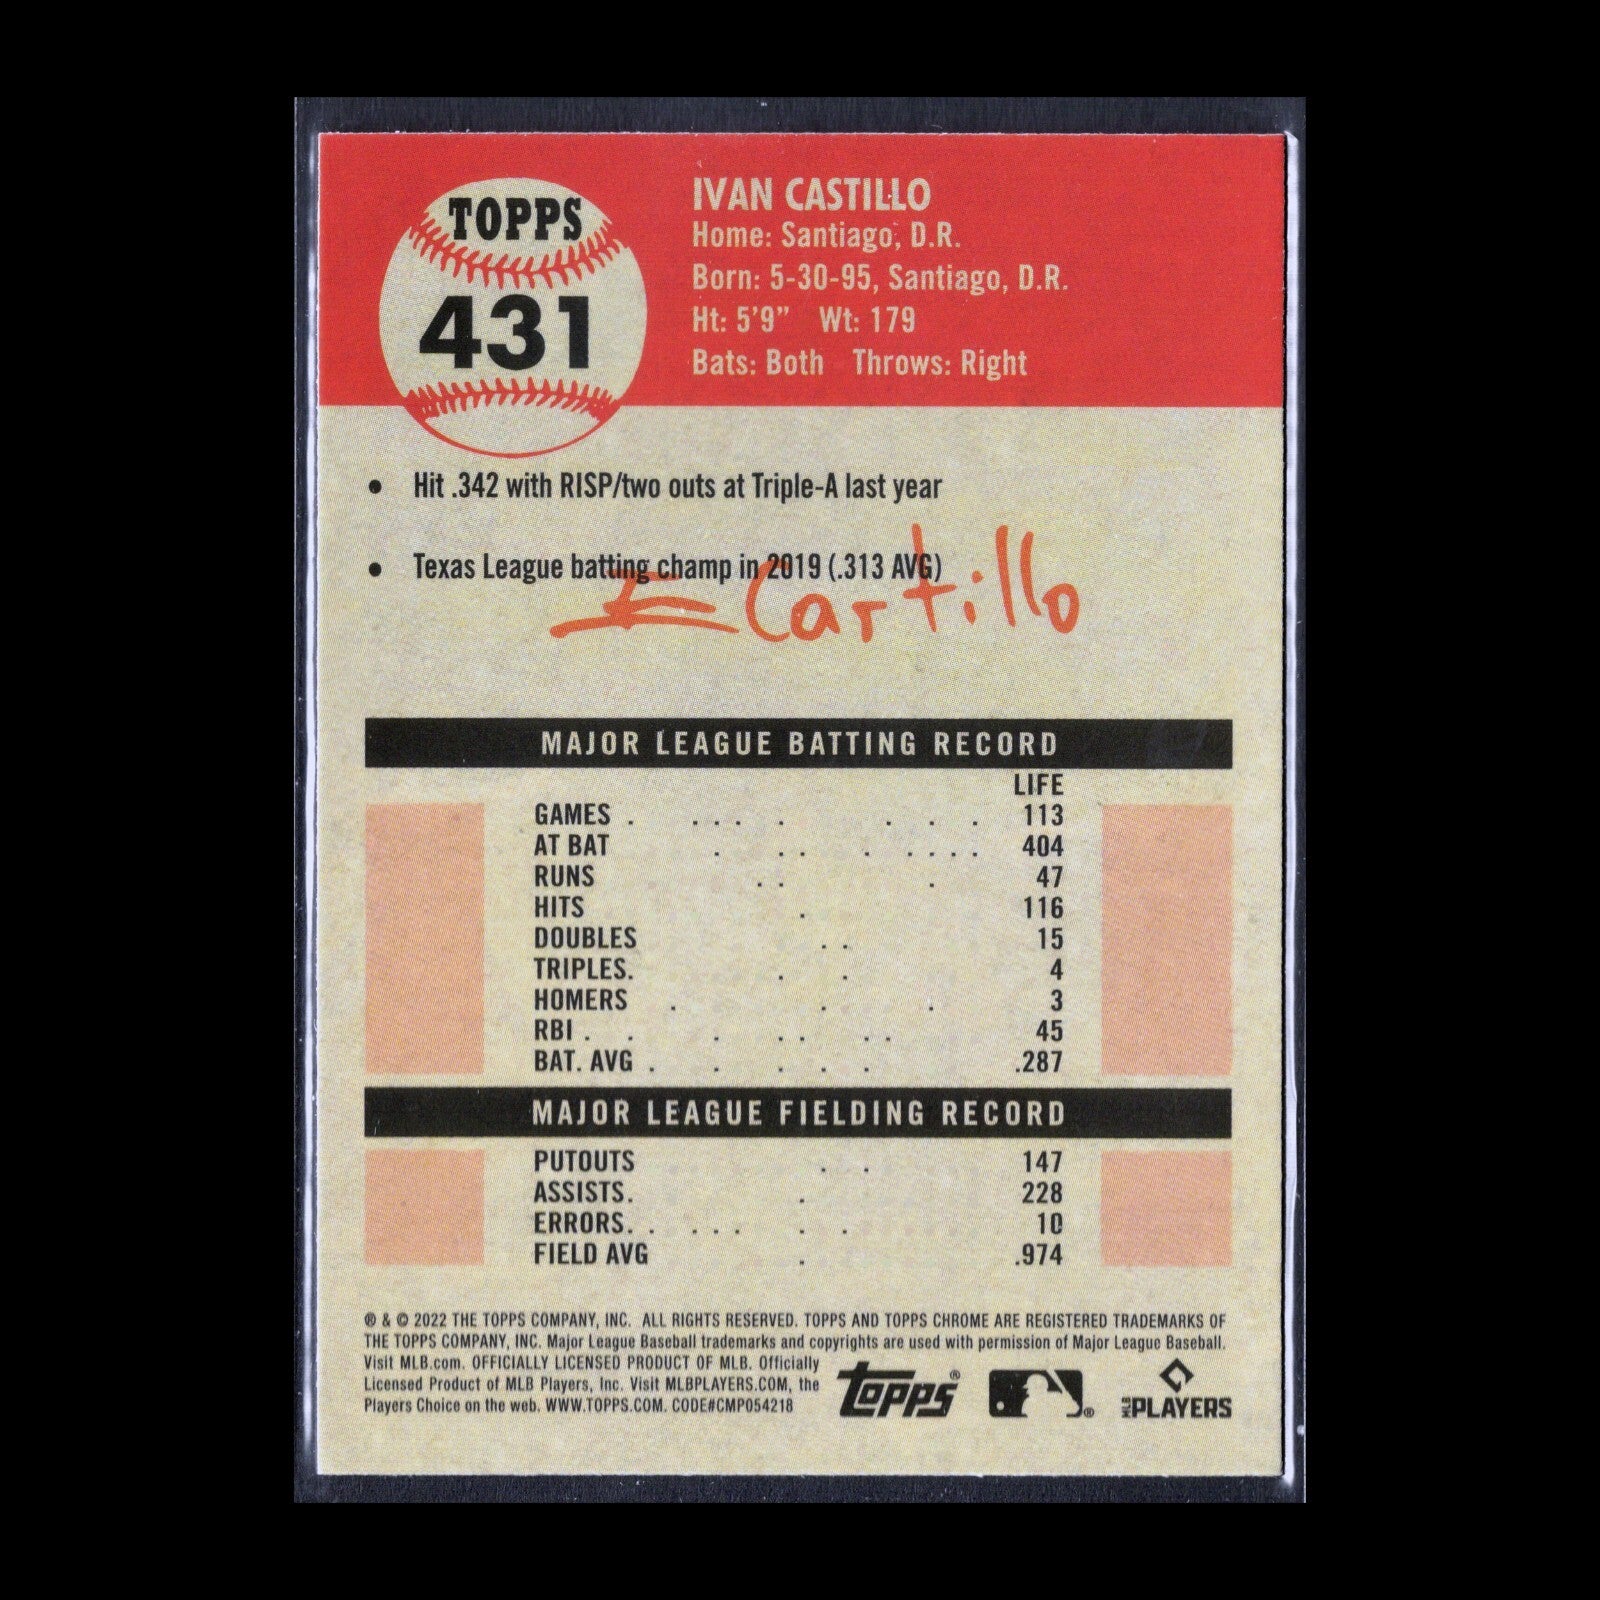 TOPPS
431
IVAN CASTILLO
Home: Santiago, D.R.
Born: 5-30-95, Santiago, D.R.
Ht: 5'9" Wt: 179
Bats: Both Throws: Right
• Hit .342 with RISP/two outs at Triple-A last year
• Texas League batting champ in 2019 (.313 AVG)
I Castillo
MAJOR LEAGUE BATTING RECORD
LIFE
GAMES 113
AT BAT 404
RUNS 47
HITS 116
DOUBLES 15
TRIPLES 4
HOMERS 3
RBI 45
BAT. AVG .287
MAJOR LEAGUE FIELDING RECORD
PUTOUTS 147
ASSISTS 228
ERRORS 10
FIELD AVG .974
® & © 2022 THE TOPPS COMPANY, INC. ALL RIGHTS RESERVED. TOPPS AND TOPPS CHROME ARE REGISTERED TRADEMARKS OF
THE TOPPS COMPANY, INC. Major League Baseball trademarks and copyrights are used with permission of Major League Baseball.
Visit MLB.com. OFFICIALLY LICENSED PRODUCT OF MLB. Officially
Licensed Product of MLB Players, Inc. Visit MLBPLAYERS.COM, the
Players Choice on the web. WWW.TOPPS.COM. CODE#CMP054218
topps®
®
MLB PLAYERS